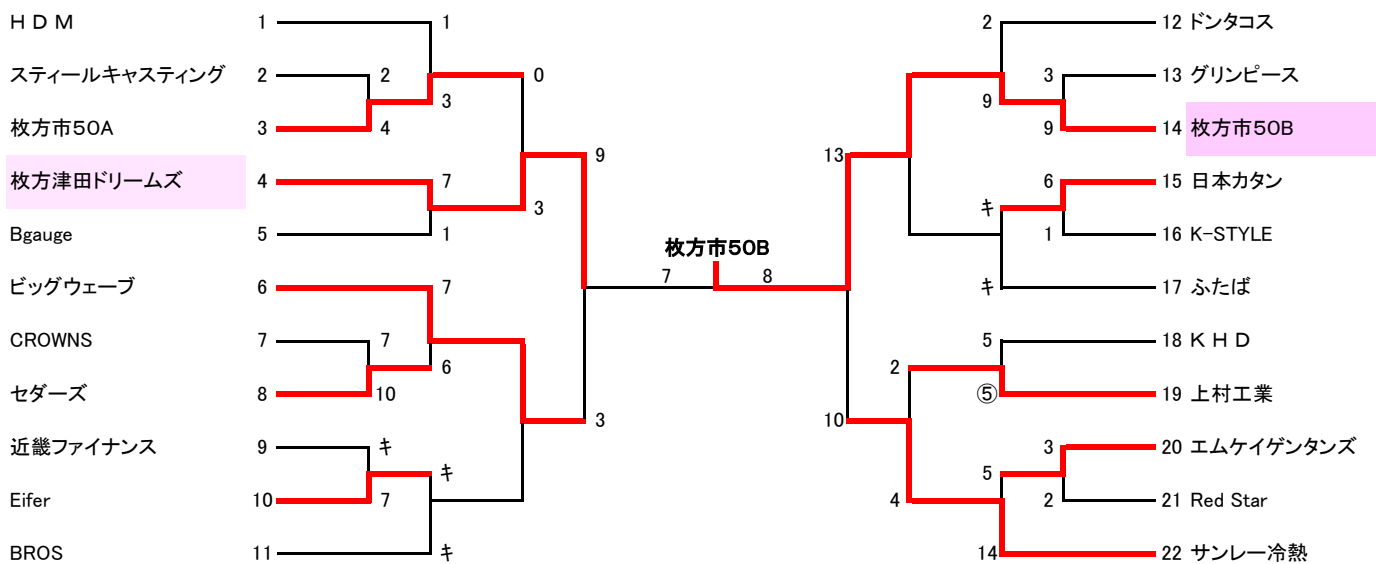 HDM 1 1 2 12 ドンタコス
スティールキャスティング 2 2 0 3 13 グリンピース
3 9
枚方市50A 3 4 9 14 枚方市50B
9 13
枚方津田ドリームズ 4 7 6 15 日本カタン
3 キ
Bgauge 5 1 1 16 K-STYLE
枚方市50B
7 8
ビッグウェーブ 6 7 キ 17 ふたば
CROWNS 7 7 5 18 KHD
6 2
セダーズ 8 10 ⑤ 19 上村工業
3 10
近畿ファイナンス 9 キ 3 20 エムケイゲンタンズ
キ 5
Eifer 10 7 4 2 21 Red Star
BROS 11 キ 14 22 サンレー冷熱